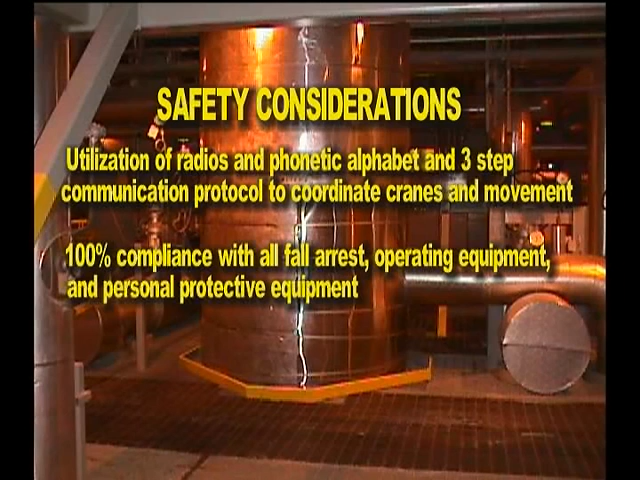 SAFETY CONSIDERATIONS
Utilization of radios and phonetic alphabet and 3 step
communication protocol to coordinate cranes and movement
100% compliance with all fall arrest, operating equipment,
and personal protective equipment